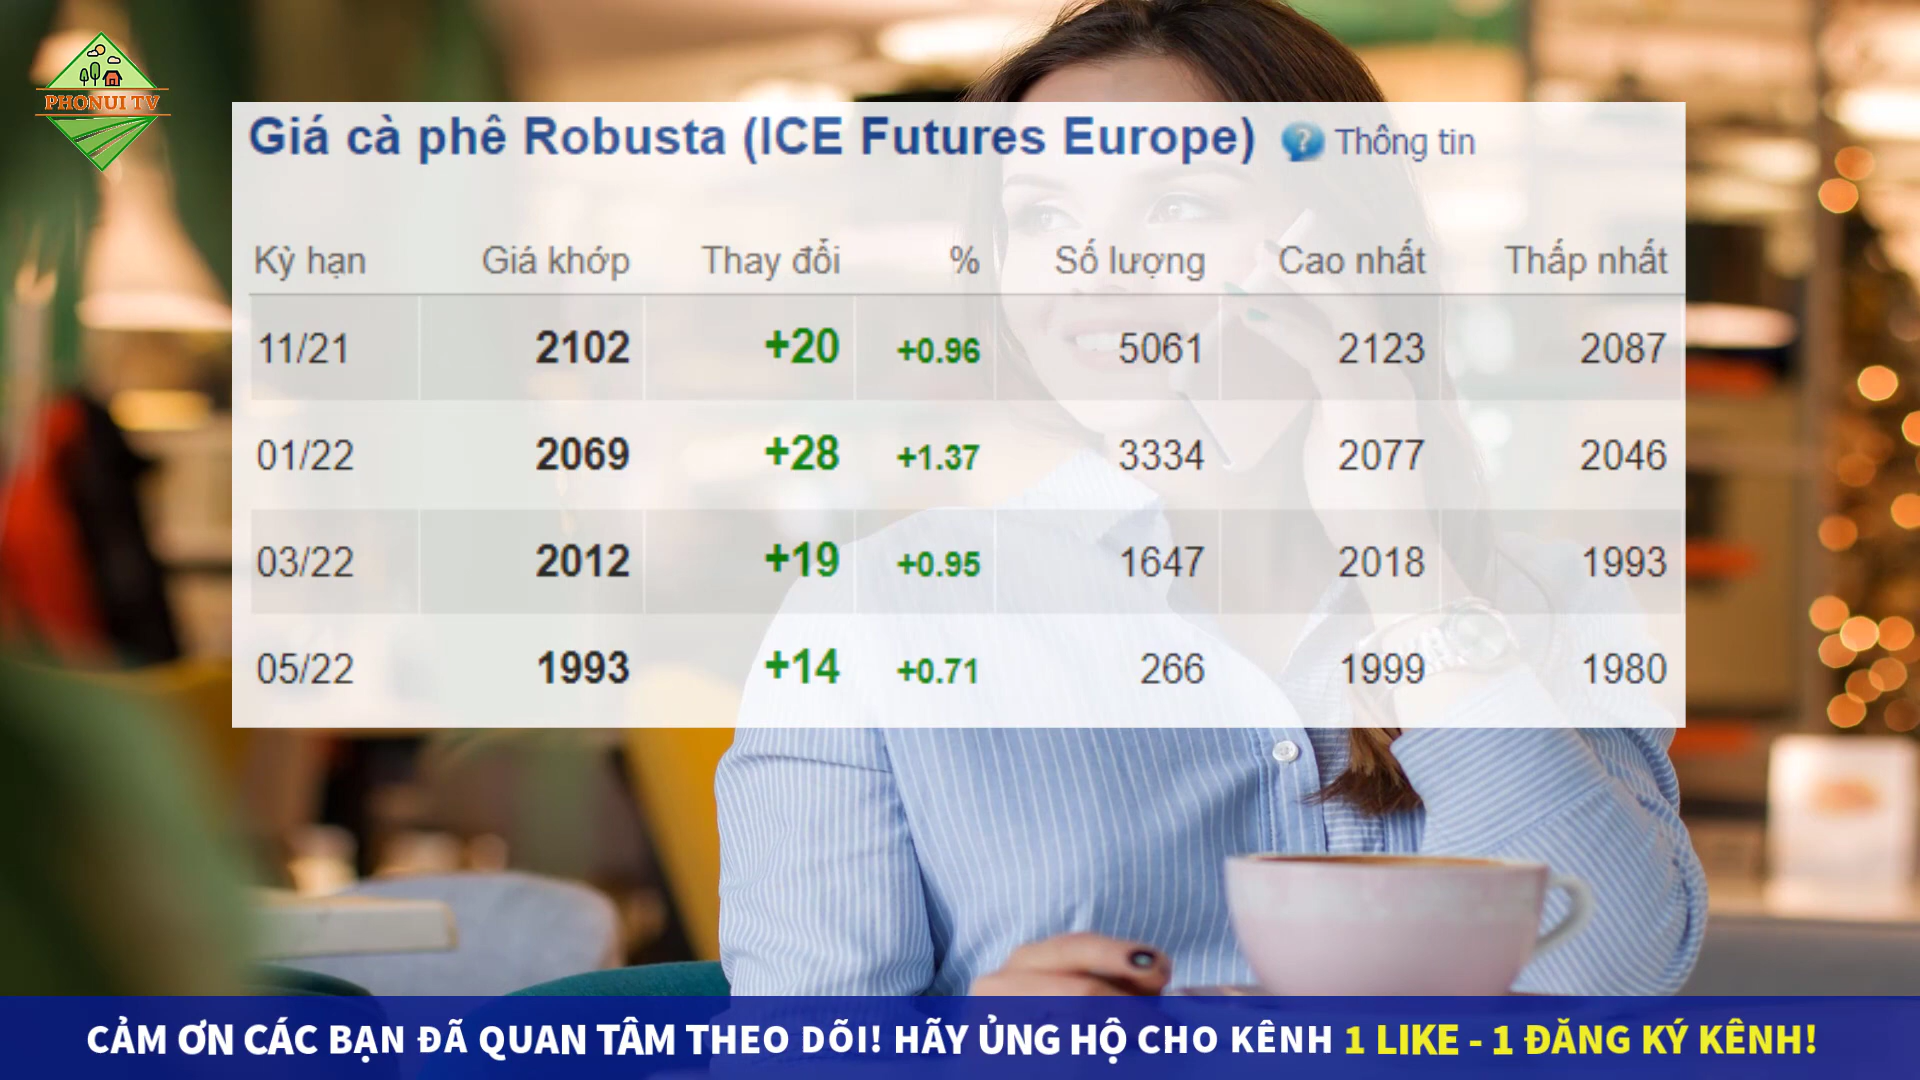 PHONUI TV
Giá cà phê Robusta (ICE Futures Europe) ? Thông tin
Kỳ hạn Giá khớp Thay đổi % Số lượng Cao nhất Thấp nhất
11/21 2102 +20 +0.96 5061 2123 2087
01/22 2069 +28 +1.37 3334 2077 2046
03/22 2012 +19 +0.95 1647 2018 1993
05/22 1993 +14 +0.71 266 1999 1980
CẢM ƠN CÁC BẠN ĐÃ QUAN TÂM THEO DÕI! HÃY ỦNG HỘ CHO KÊNH 1 LIKE - 1 ĐĂNG KÝ KÊNH!